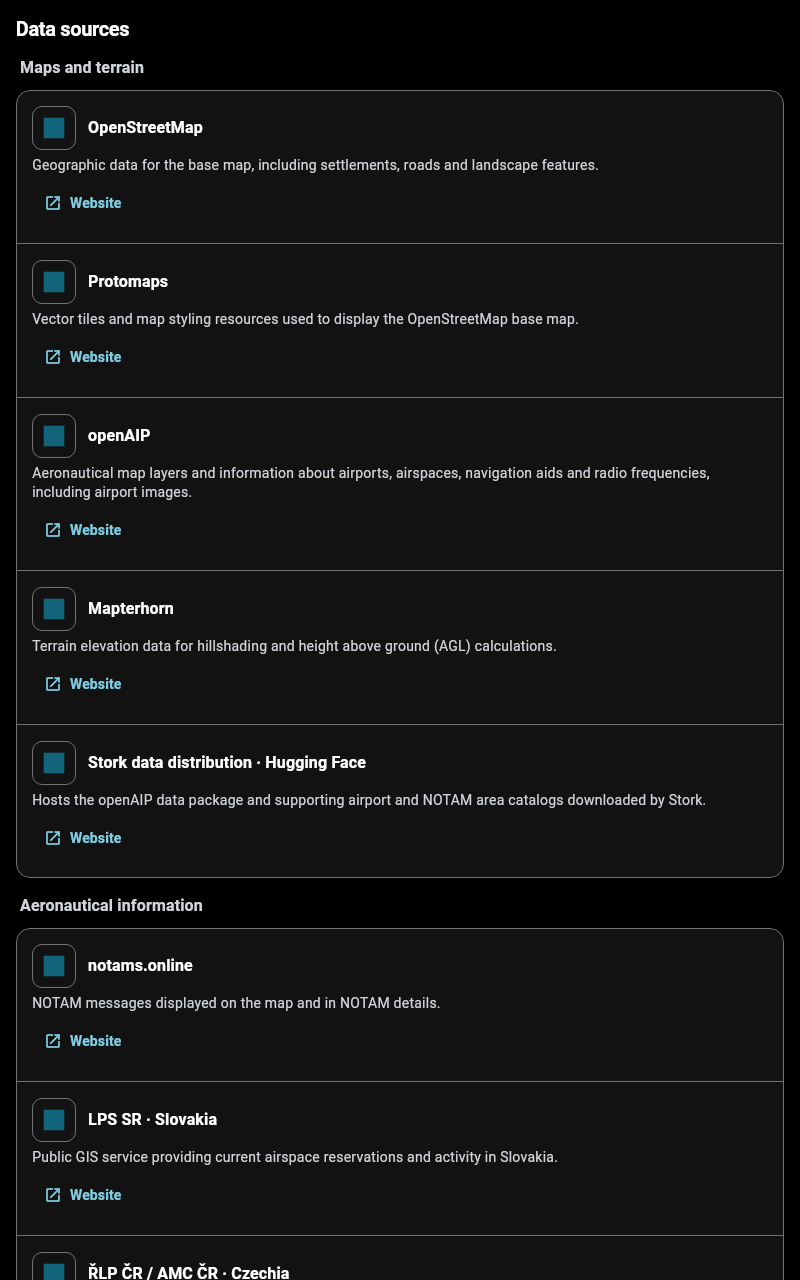 Data sources
Maps and terrain
OpenStreetMap
Geographic data for the base map, including settlements, roads and landscape features.
Website
Protomaps
Vector tiles and map styling resources used to display the OpenStreetMap base map.
Website
openAIP
Aeronautical map layers and information about airports, airspaces, navigation aids and radio frequencies,
including airport images.
Website
Mapterhorn
Terrain elevation data for hillshading and height above ground (AGL) calculations.
Website
Stork data distribution · Hugging Face
Hosts the openAIP data package and supporting airport and NOTAM area catalogs downloaded by Stork.
Website
Aeronautical information
notams.online
NOTAM messages displayed on the map and in NOTAM details.
Website
LPS SR · Slovakia
Public GIS service providing current airspace reservations and activity in Slovakia.
Website
ŘLP ČR / AMC ČR · Czechia